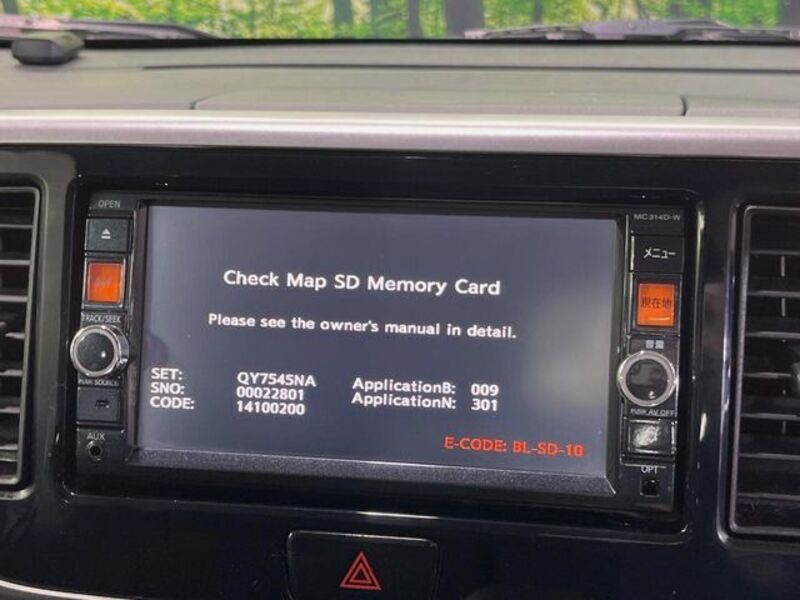 OPEN
MC314D-W
メニュー
現在地
TRACK/SEEK
音量
PUSH SOURCE
PUSH AV OFF
AUX
OPT
Check Map SD Memory Card
Please see the owner's manual in detail.
SET: QY7545NA
SNO: 00022801
CODE: 14100200
ApplicationB: 009
ApplicationN: 301
E-CODE: BL-SD-10